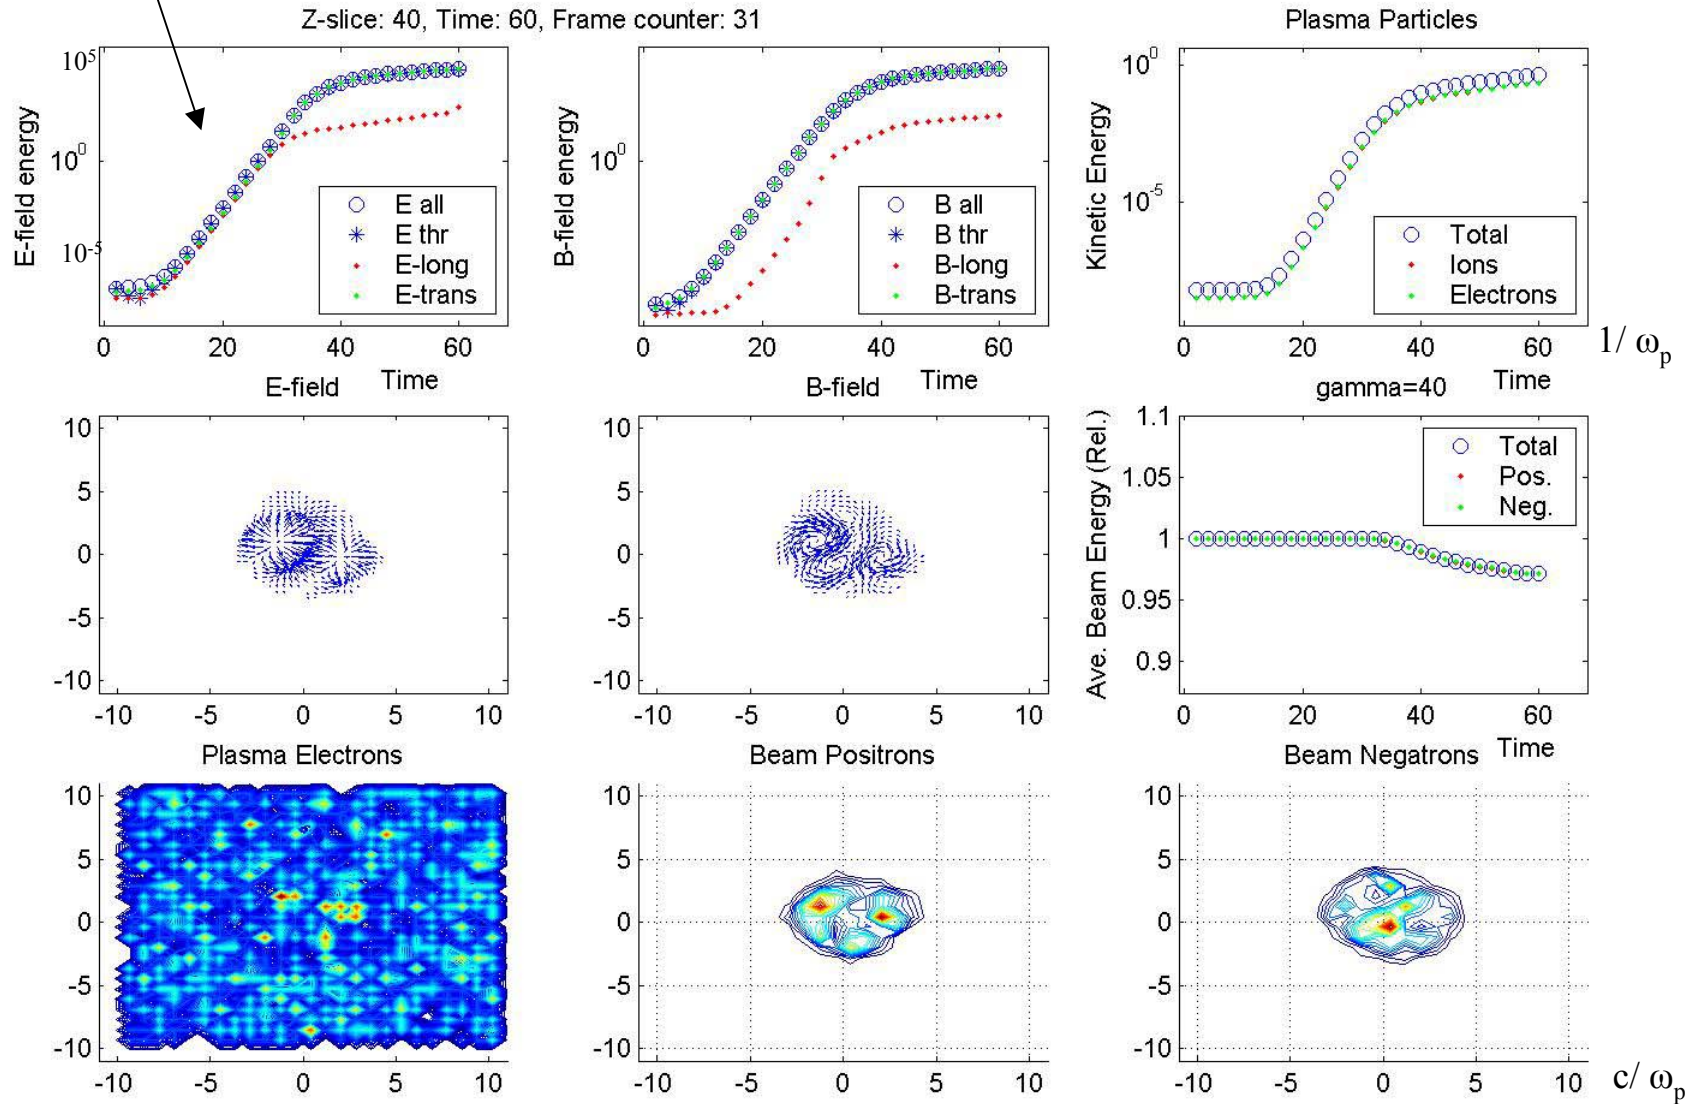 Z-slice: 40, Time: 60, Frame counter: 31
Plasma Particles
E-field energy
10^5
10^0
10^-5
E all
E thr
E-long
E-trans
0 20 40 60
Time
B-field energy
10^0
B all
B thr
B-long
B-trans
0 20 40 60
Time
Kinetic Energy
10^0
10^-5
Total
Ions
Electrons
0 20 40 60
Time
1/ ω_p
E-field
10
5
0
-5
-10
-10 -5 0 5 10
B-field
10
5
0
-5
-10
-10 -5 0 5 10
gamma=40
Ave. Beam Energy (Rel.)
1.1
1.05
1
0.95
0.9
Total
Pos.
Neg.
0 20 40 60
Time
Plasma Electrons
10
5
0
-5
-10
-10 -5 0 5 10
Beam Positrons
10
5
0
-5
-10
-10 -5 0 5 10
Beam Negatrons
10
5
0
-5
-10
-10 -5 0 5 10
c/ ω_p